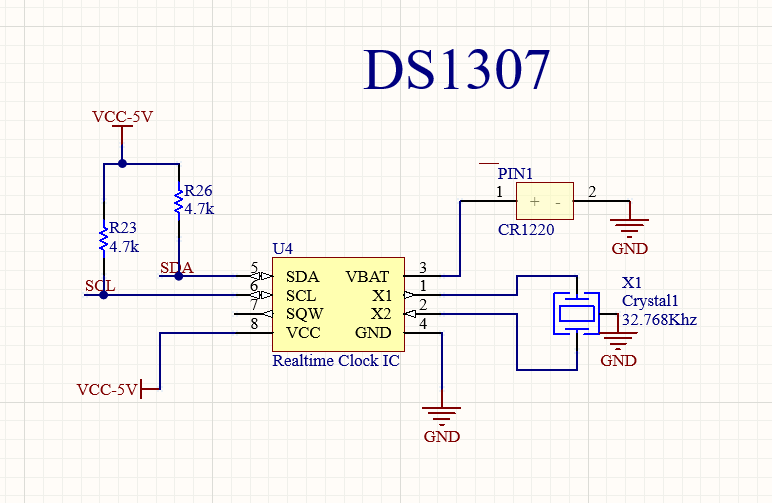 DS1307
VCC-5V
R26
4.7k
R23
4.7k
PIN1
1
+ -
2
CR1220
GND
SDA
SCL
U4
5 SDA
6 SCL
7 SQW
8 VCC
VBAT 3
X1 1
X2 2
GND 4
Realtime Clock IC
X1
Crystal1
32.768Khz
GND
VCC-5V
GND